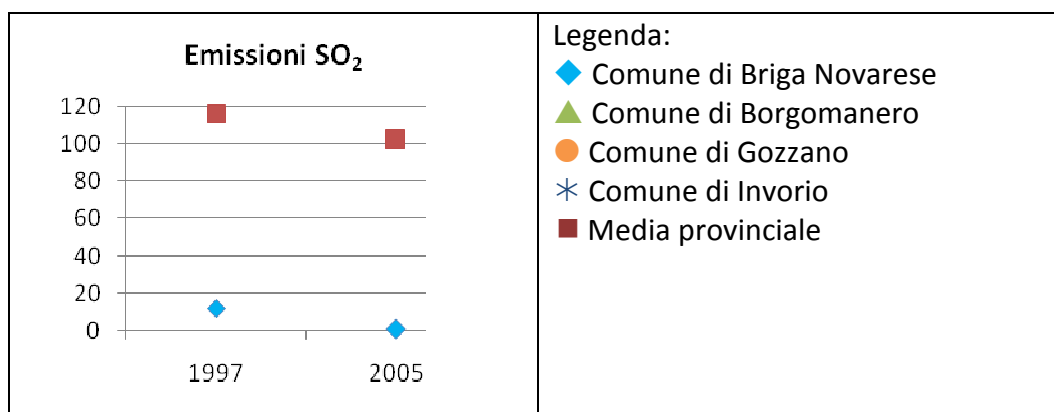 Emissioni SO₂
120
100
80
60
40
20
0
1997 2005
Legenda:
Comune di Briga Novarese
Comune di Borgomanero
Comune di Gozzano
Comune di Invorio
Media provinciale